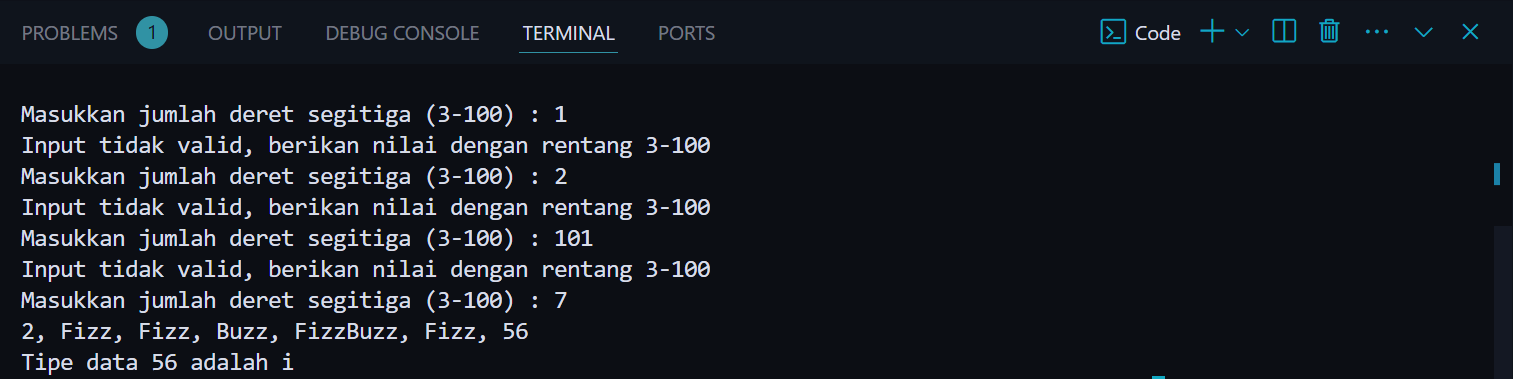 PROBLEMS 1 OUTPUT DEBUG CONSOLE TERMINAL PORTS Code
Masukkan jumlah deret segitiga (3-100) : 1
Input tidak valid, berikan nilai dengan rentang 3-100
Masukkan jumlah deret segitiga (3-100) : 2
Input tidak valid, berikan nilai dengan rentang 3-100
Masukkan jumlah deret segitiga (3-100) : 101
Input tidak valid, berikan nilai dengan rentang 3-100
Masukkan jumlah deret segitiga (3-100) : 7
2, Fizz, Fizz, Buzz, FizzBuzz, Fizz, 56
Tipe data 56 adalah i